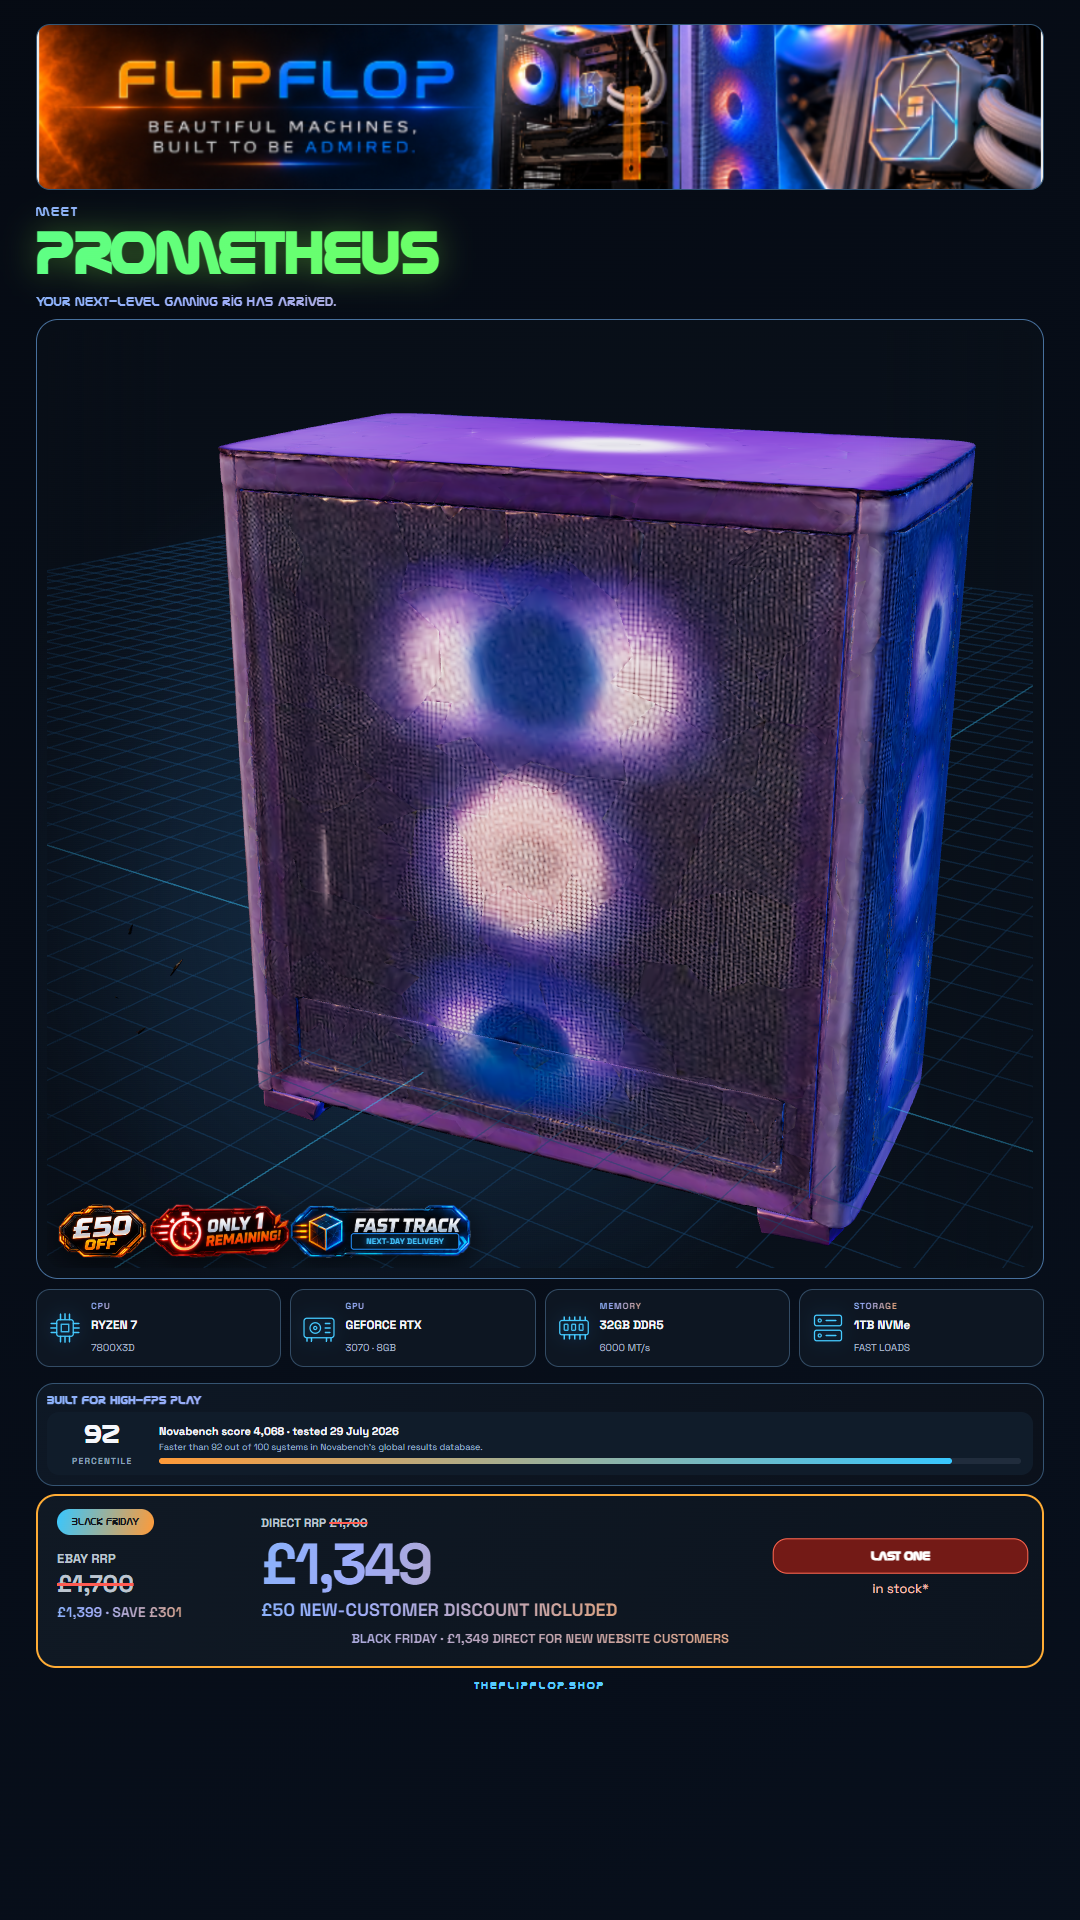 FLIPFLOP
BEAUTIFUL MACHINES,
BUILT TO BE ADMIRED.
MEET
PROMETHEUS
YOUR NEXT-LEVEL GAMING RIG HAS ARRIVED.
£50
OFF
ONLY 1
REMAINING!
FAST TRACK
NEXT-DAY DELIVERY
CPU
RYZEN 7
7800X3D
GPU
GEFORCE RTX
3070 · 8GB
MEMORY
32GB DDR5
6000 MT/s
STORAGE
1TB NVMe
FAST LOADS
BUILT FOR HIGH-FPS PLAY
92
PERCENTILE
Novabench score 4,068 · tested 29 July 2026
Faster than 92 out of 100 systems in Novabench's global results database.
BLACK FRIDAY
EBAY RRP
£1,700
£1,399 · SAVE £301
DIRECT RRP £1,700
£1,349
£50 NEW-CUSTOMER DISCOUNT INCLUDED
BLACK FRIDAY · £1,349 DIRECT FOR NEW WEBSITE CUSTOMERS
LAST ONE
in stock*
THEFLIPFLOP.SHOP